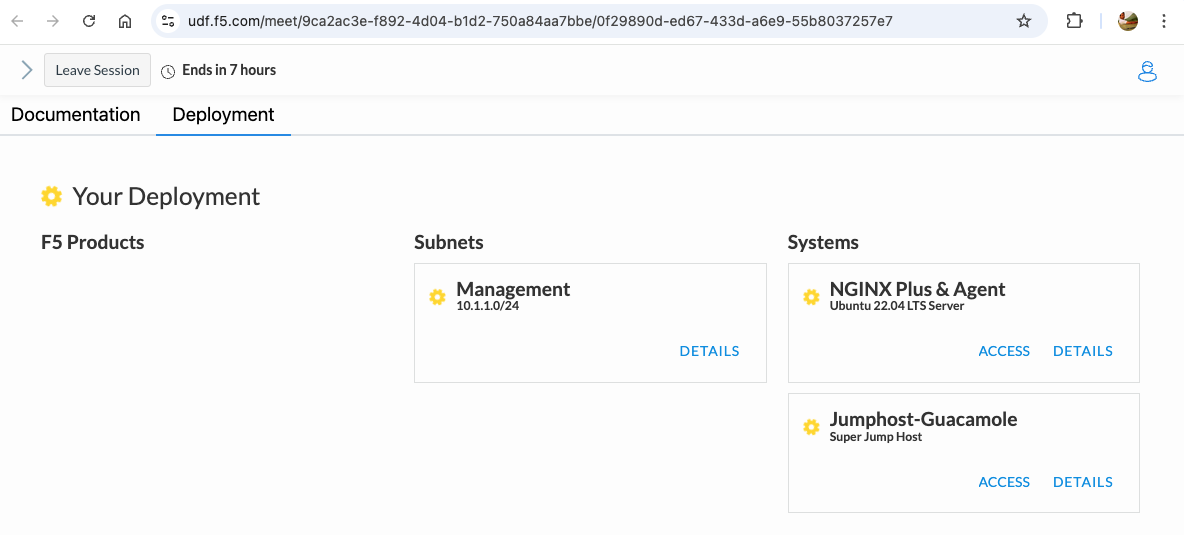 udf.f5.com/meet/9ca2ac3e-f892-4d04-b1d2-750a84aa7bbe/0f29890d-ed67-433d-a6e9-55b8037257e7
Leave Session
Ends in 7 hours
Documentation
Deployment
Your Deployment
F5 Products
Subnets
Management
10.1.1.0/24
DETAILS
Systems
NGINX Plus & Agent
Ubuntu 22.04 LTS Server
ACCESS DETAILS
Jumphost-Guacamole
Super Jump Host
ACCESS DETAILS